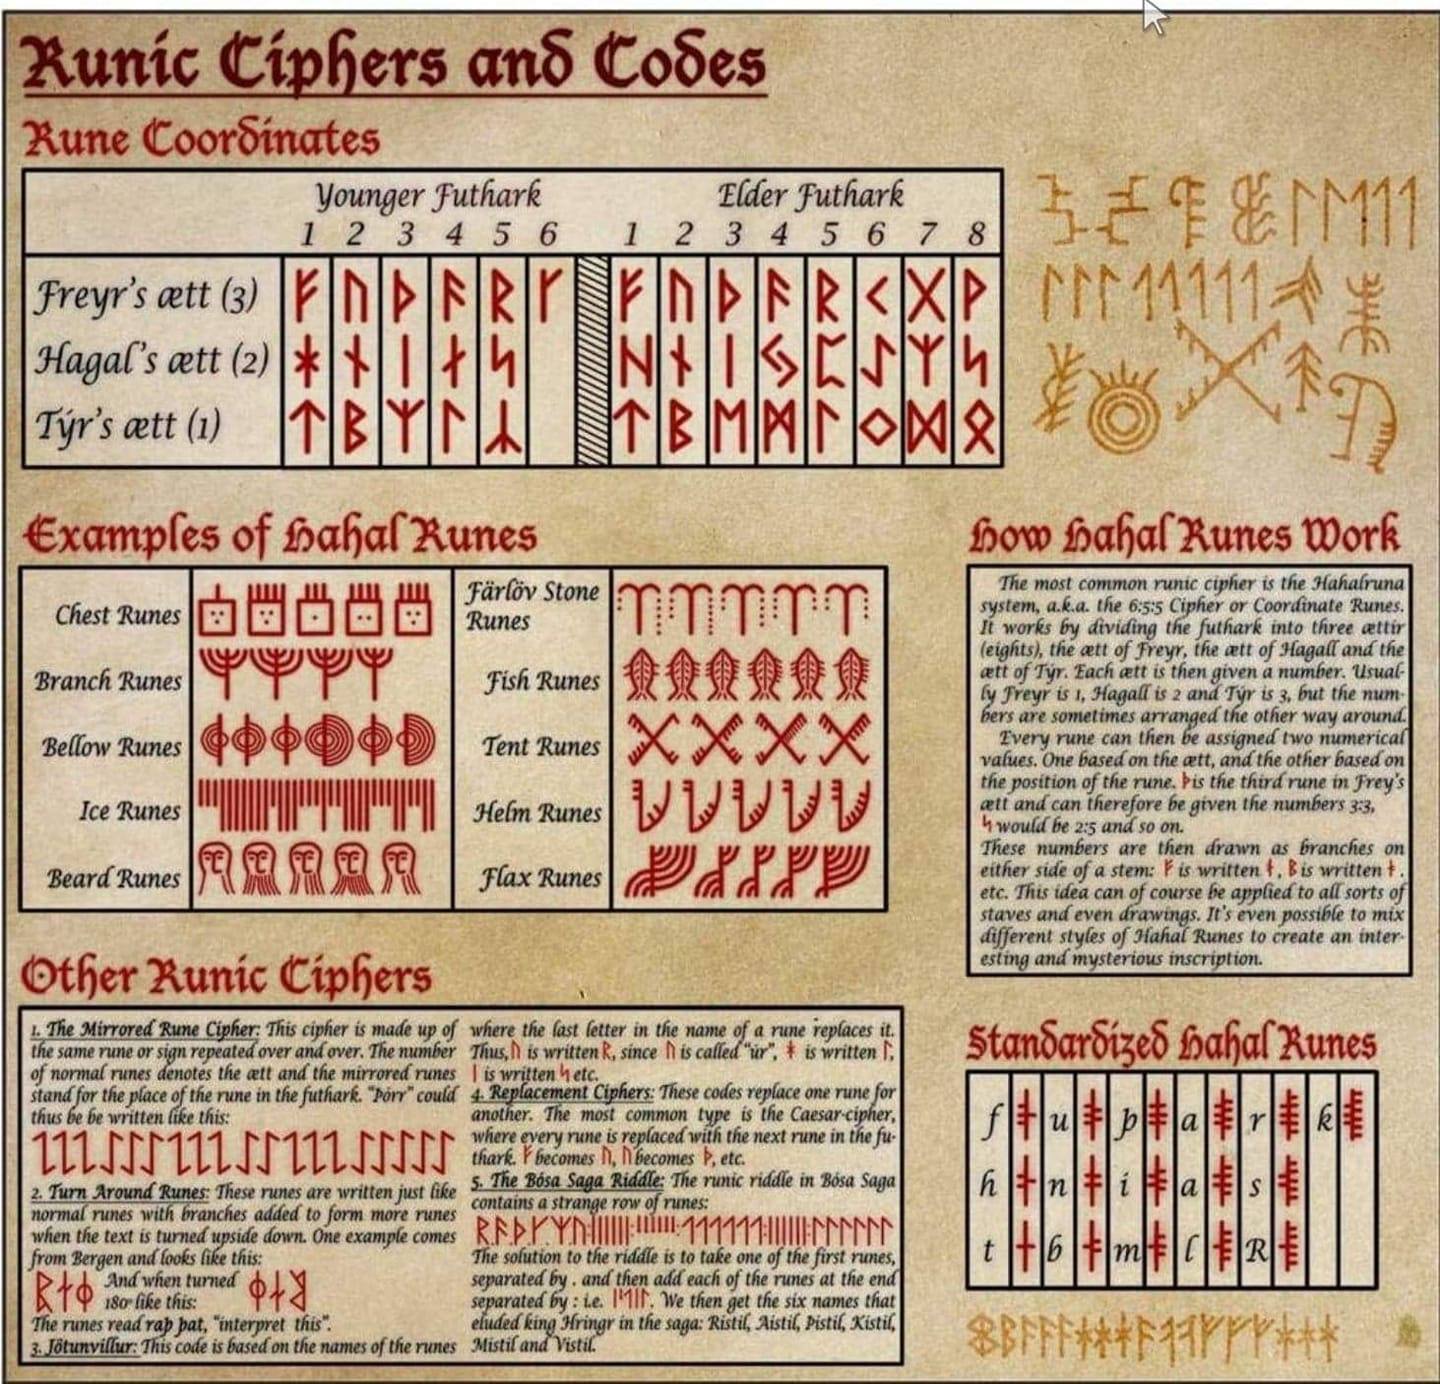 Runic Ciphers and Codes
Rune Coordinates
Younger Futhark Elder Futhark
1 2 3 4 5 6 1 2 3 4 5 6 7 8
Freyr's ætt (3) ᚠ ᚢ ᚦ ᚨ ᚱ ᚴ ᚠ ᚢ ᚦ ᚨ ᚱ ᚲ ᚷ ᚹ
Hagal's ætt (2) ᚼ ᚾ ᛁ ᛅ ᛋ ᚺ ᚾ ᛁ ᛃ ᛈ ᛇ ᛉ ᛋ
Týr's ætt (1) ᛏ ᛒ ᛉ ᛚ ᛦ ᛏ ᛒ ᛖ ᛗ ᛚ ᛜ ᛞ ᛟ
Examples of Hahal Runes
Chest Runes
Branch Runes
Bellow Runes
Ice Runes
Beard Runes
Färlöv Stone
Runes
Fish Runes
Tent Runes
Helm Runes
Flax Runes
How Hahal Runes Work
The most common runic cipher is the Hahalruna
system, a.k.a. the 6:5:5 Cipher or Coordinate Runes.
It works by dividing the futhark into three ættir
(eights), the ætt of Freyr, the ætt of Hagall and the
ætt of Týr. Each ætt is then given a number. Usual-
ly Freyr is 1, Hagall is 2 and Týr is 3, but the num-
bers are sometimes arranged the other way around.
Every rune can then be assigned two numerical
values. One based on the ætt, and the other based on
the position of the rune. ᚦ is the third rune in Frey's
ætt and can therefore be given the numbers 3:3,
ᛋ would be 2:5 and so on.
These numbers are then drawn as branches on
either side of a stem: ᚠ is written , ᛒ is written .
etc. This idea can of course be applied to all sorts of
staves and even drawings. It's even possible to mix
different styles of Hahal Runes to create an inter-
esting and mysterious inscription.
Other Runic Ciphers
1. The Mirrored Rune Cipher: This cipher is made up of
the same rune or sign repeated over and over. The number
of normal runes denotes the ætt and the mirrored runes
stand for the place of the rune in the futhark. "Þórr" could
thus be be written like this:
2. Turn Around Runes: These runes are written just like
normal runes with branches added to form more runes
when the text is turned upside down. One example comes
from Bergen and looks like this:
And when turned
180° like this:
The runes read raþ þat, "interpret this".
3. Jötunvillur: This code is based on the names of the runes
where the last letter in the name of a rune replaces it.
Thus, ᚢ is written ᚱ, since ᚢ is called "úr", ᚼ is written ᛚ,
ᛁ is written ᛋ etc.
4. Replacement Ciphers: These codes replace one rune for
another. The most common type is the Caesar-cipher,
where every rune is replaced with the next rune in the fu-
thark. ᚠ becomes ᚢ, ᚢ becomes ᚦ, etc.
5. The Bósa Saga Riddle: The runic riddle in Bósa Saga
contains a strange row of runes:
The solution to the riddle is to take one of the first runes,
separated by . and then add each of the runes at the end
separated by : i.e. . We then get the six names that
eluded king Hringr in the saga: Ristil, Aistil, Þistil, Kistil,
Mistil and Vistil.
Standardized Hahal Runes
f u þ a r k
h n i a s
t b m l R